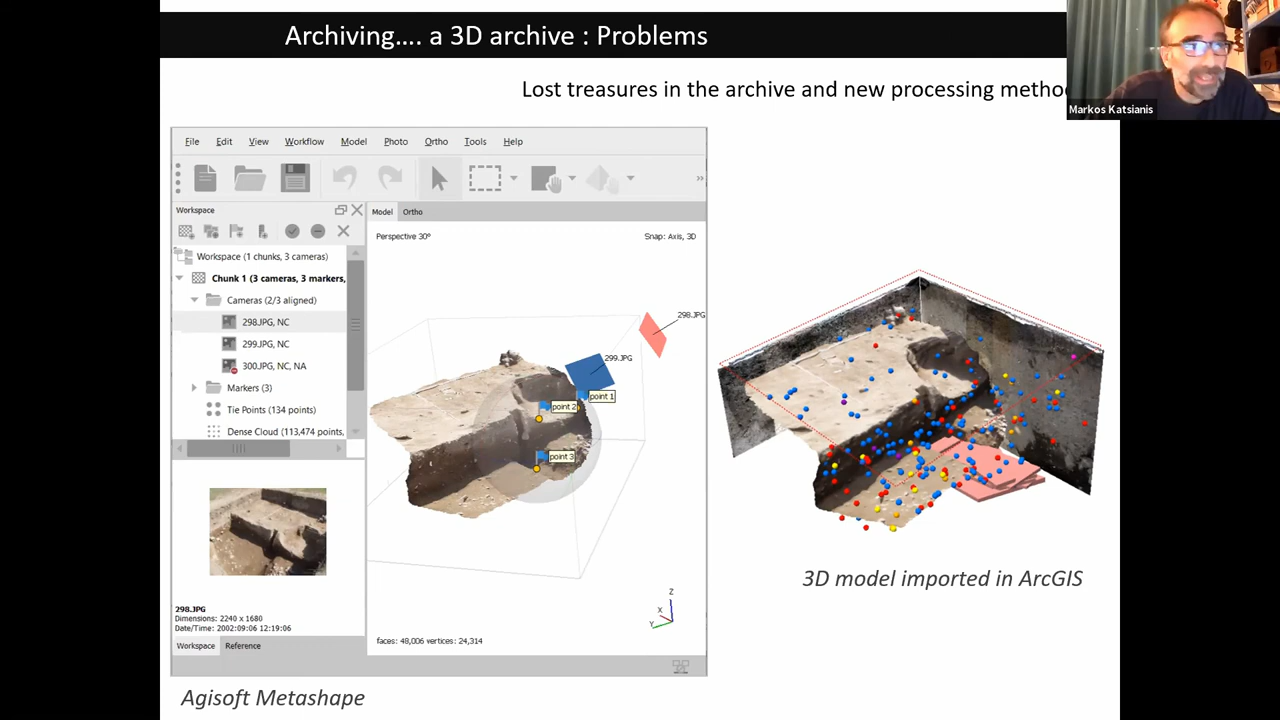 Archiving.... a 3D archive : Problems
Lost treasures in the archive and new processing
Markos Katsianis
File Edit View Workflow Model Photo Ortho Tools Help
Workspace
Model Ortho
Perspective 30°
Snap: Axis, 3D
Workspace (1 chunks, 3 cameras)
Chunk 1 (3 cameras, 3 markers,
Cameras (2/3 aligned)
298.JPG, NC
299.JPG, NC
300.JPG, NC, NA
Markers (3)
Tie Points (134 points)
Dense Cloud (113,474 points,
298.JPG
299.JPG
point 1
point 2
point 3
298.JPG
Dimensions: 2240 x 1680
Date/Time: 2002:09:06 12:19:06
Workspace Reference
faces: 48,006 vertices: 24,314
Z
X
Y
3D model imported in ArcGIS
Agisoft Metashape